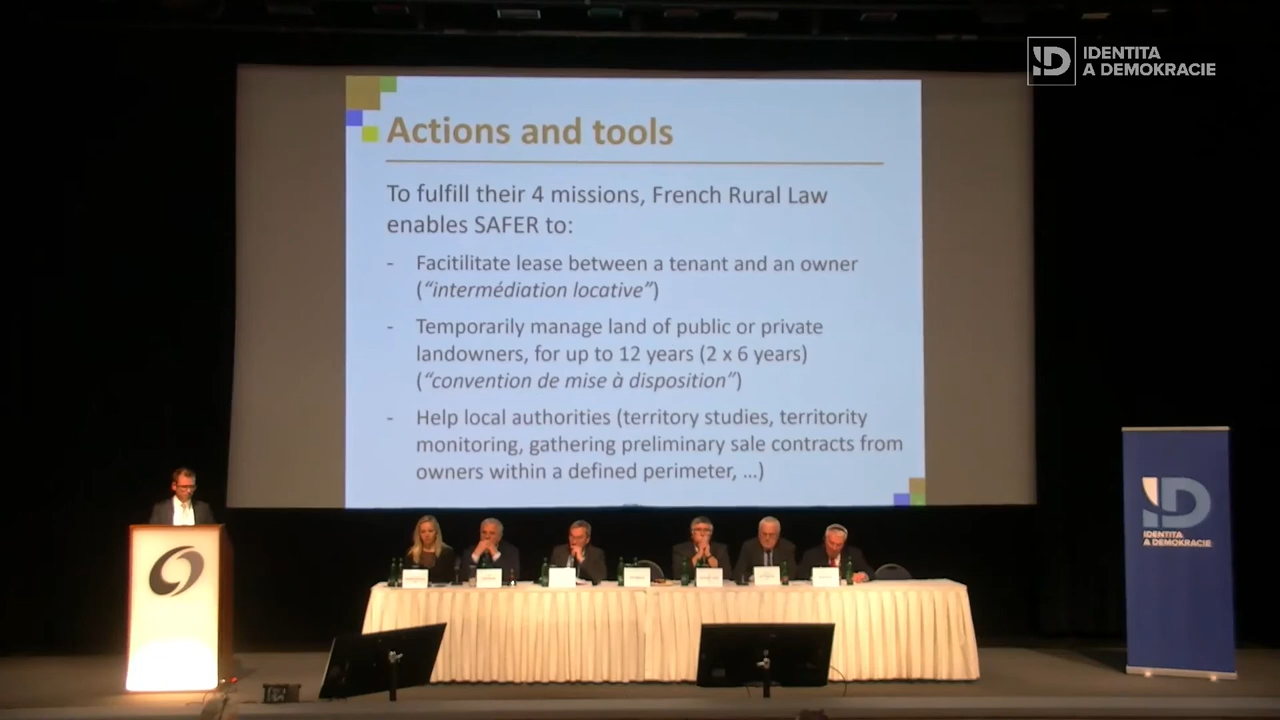 IDENTITA
A DEMOKRACIE
Actions and tools
To fulfill their 4 missions, French Rural Law
enables SAFER to:
- Facitilitate lease between a tenant and an owner
(“intermédiation locative”)
- Temporarily manage land of public or private
landowners, for up to 12 years (2 x 6 years)
(“convention de mise à disposition”)
- Help local authorities (territory studies, territority
monitoring, gathering preliminary sale contracts from
owners within a defined perimeter, ...)
ID
IDENTITA
A DEMOKRACIE